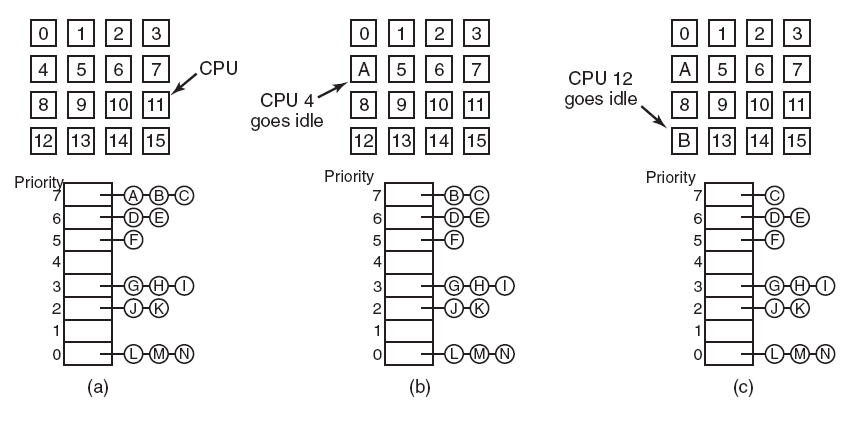 0 1 2 3
4 5 6 7
CPU
8 9 10 11
12 13 14 15
Priority
7 A B C
6 D E
5 F
4
3 G H I
2 J K
1
0 L M N
(a)
0 1 2 3
A 5 6 7
CPU 4
goes idle
8 9 10 11
12 13 14 15
Priority
7 B C
6 D E
5 F
4
3 G H I
2 J K
1
0 L M N
(b)
0 1 2 3
A 5 6 7
CPU 12
goes idle
8 9 10 11
B 13 14 15
Priority
7 C
6 D E
5 F
4
3 G H I
2 J K
1
0 L M N
(c)